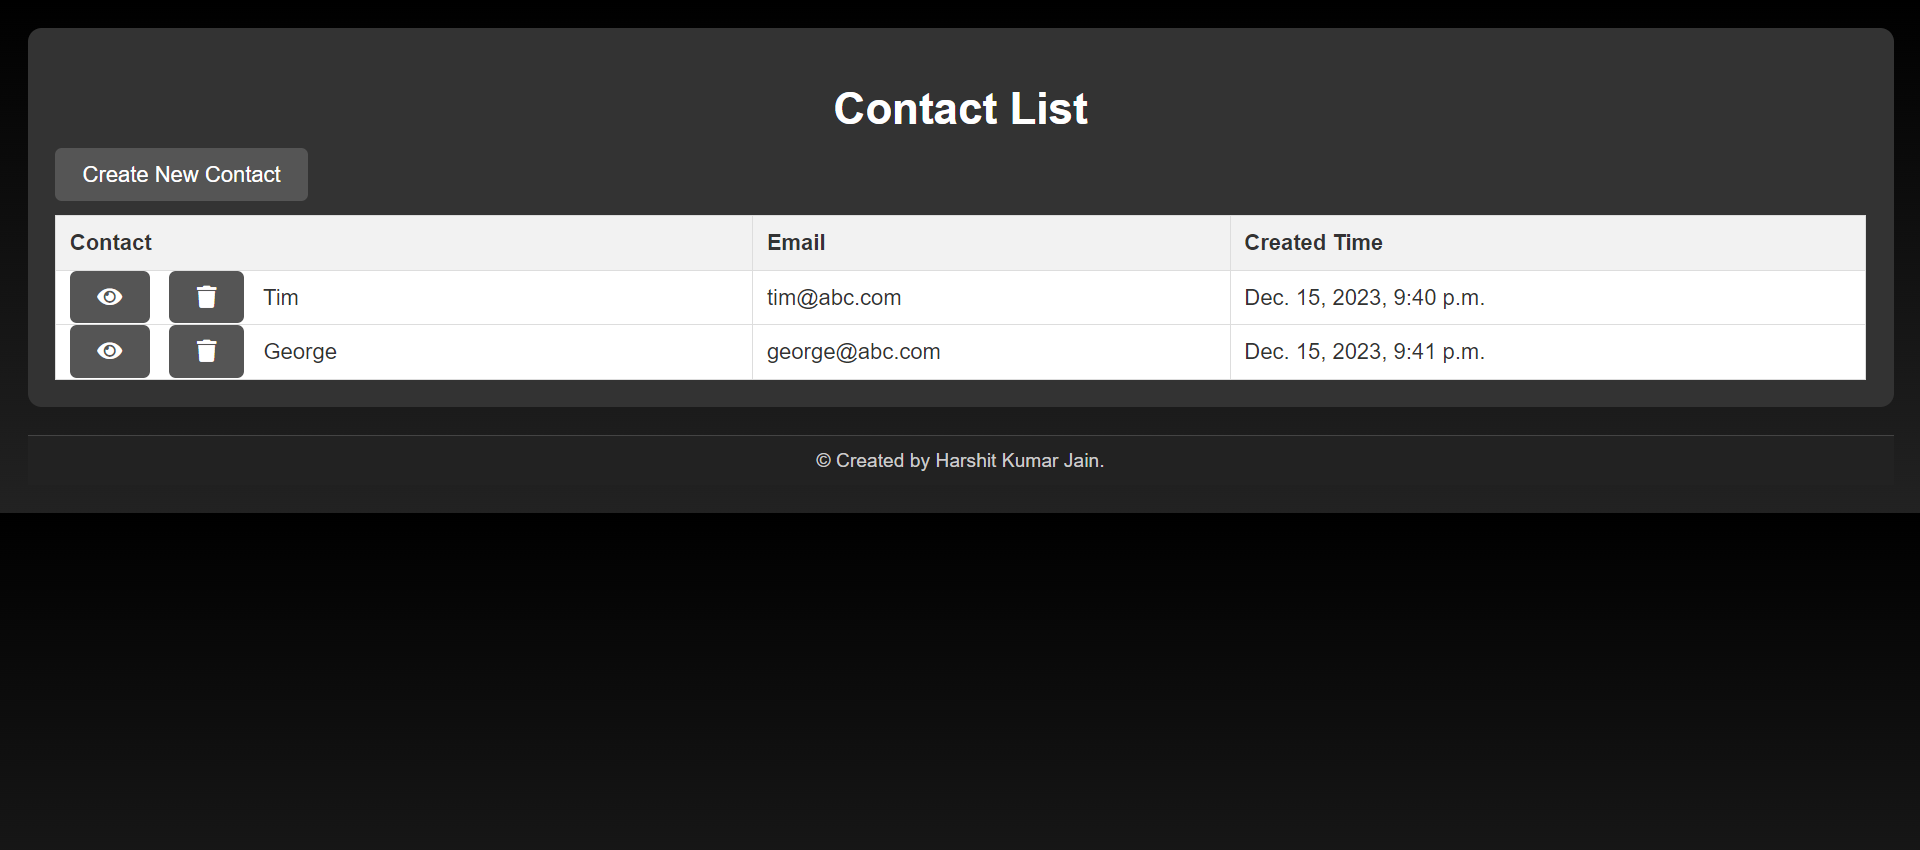 Contact List
Create New Contact
Contact Email Created Time
Tim tim@abc.com Dec. 15, 2023, 9:40 p.m.
George george@abc.com Dec. 15, 2023, 9:41 p.m.
© Created by Harshit Kumar Jain.